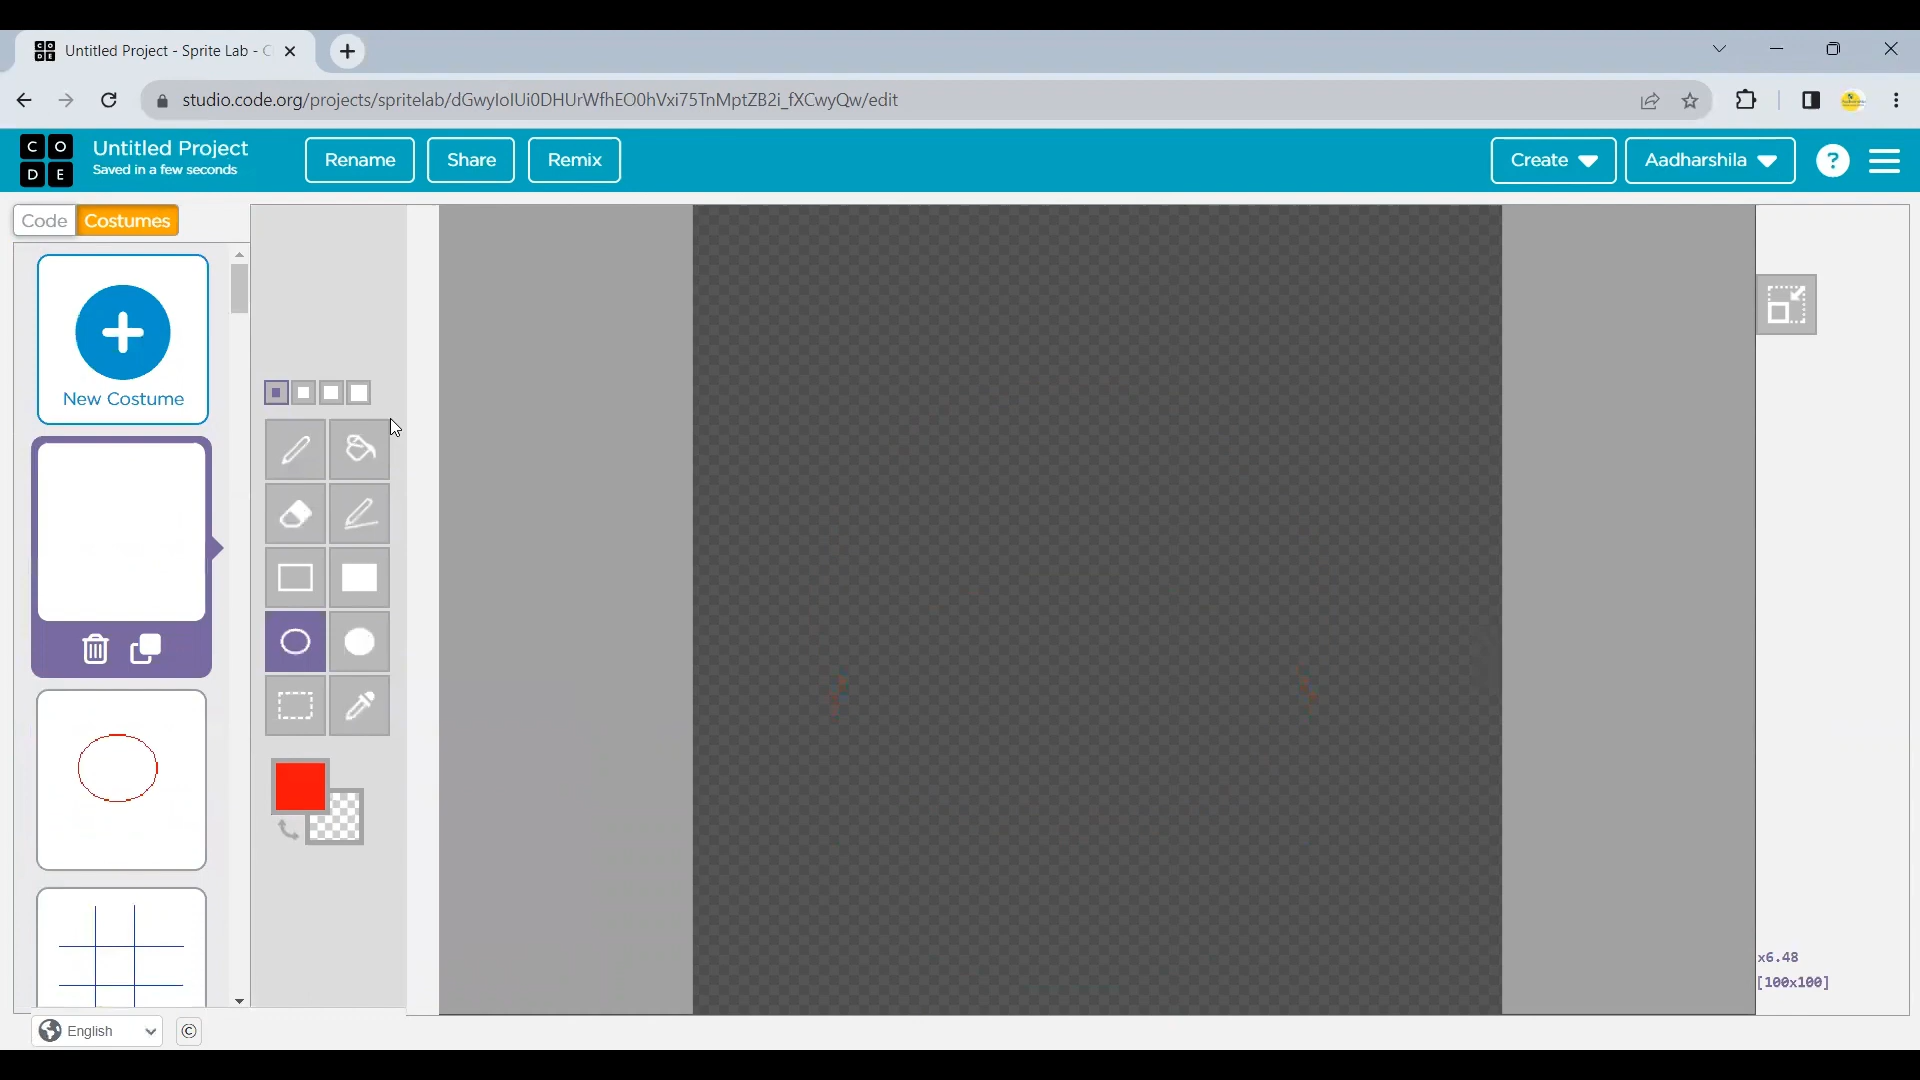 Untitled Project - Sprite Lab - C
studio.code.org/projects/spritelab/dGwyIoIUi0DHUrWfhEO0hVxi75TnMptZB2i_fXCwyQw/edit
C O
D E
Untitled Project
Saved in a few seconds
Rename
Share
Remix
Create
Aadharshila
?
Code
Costumes
New Costume
x6.48
[100x100]
English
©